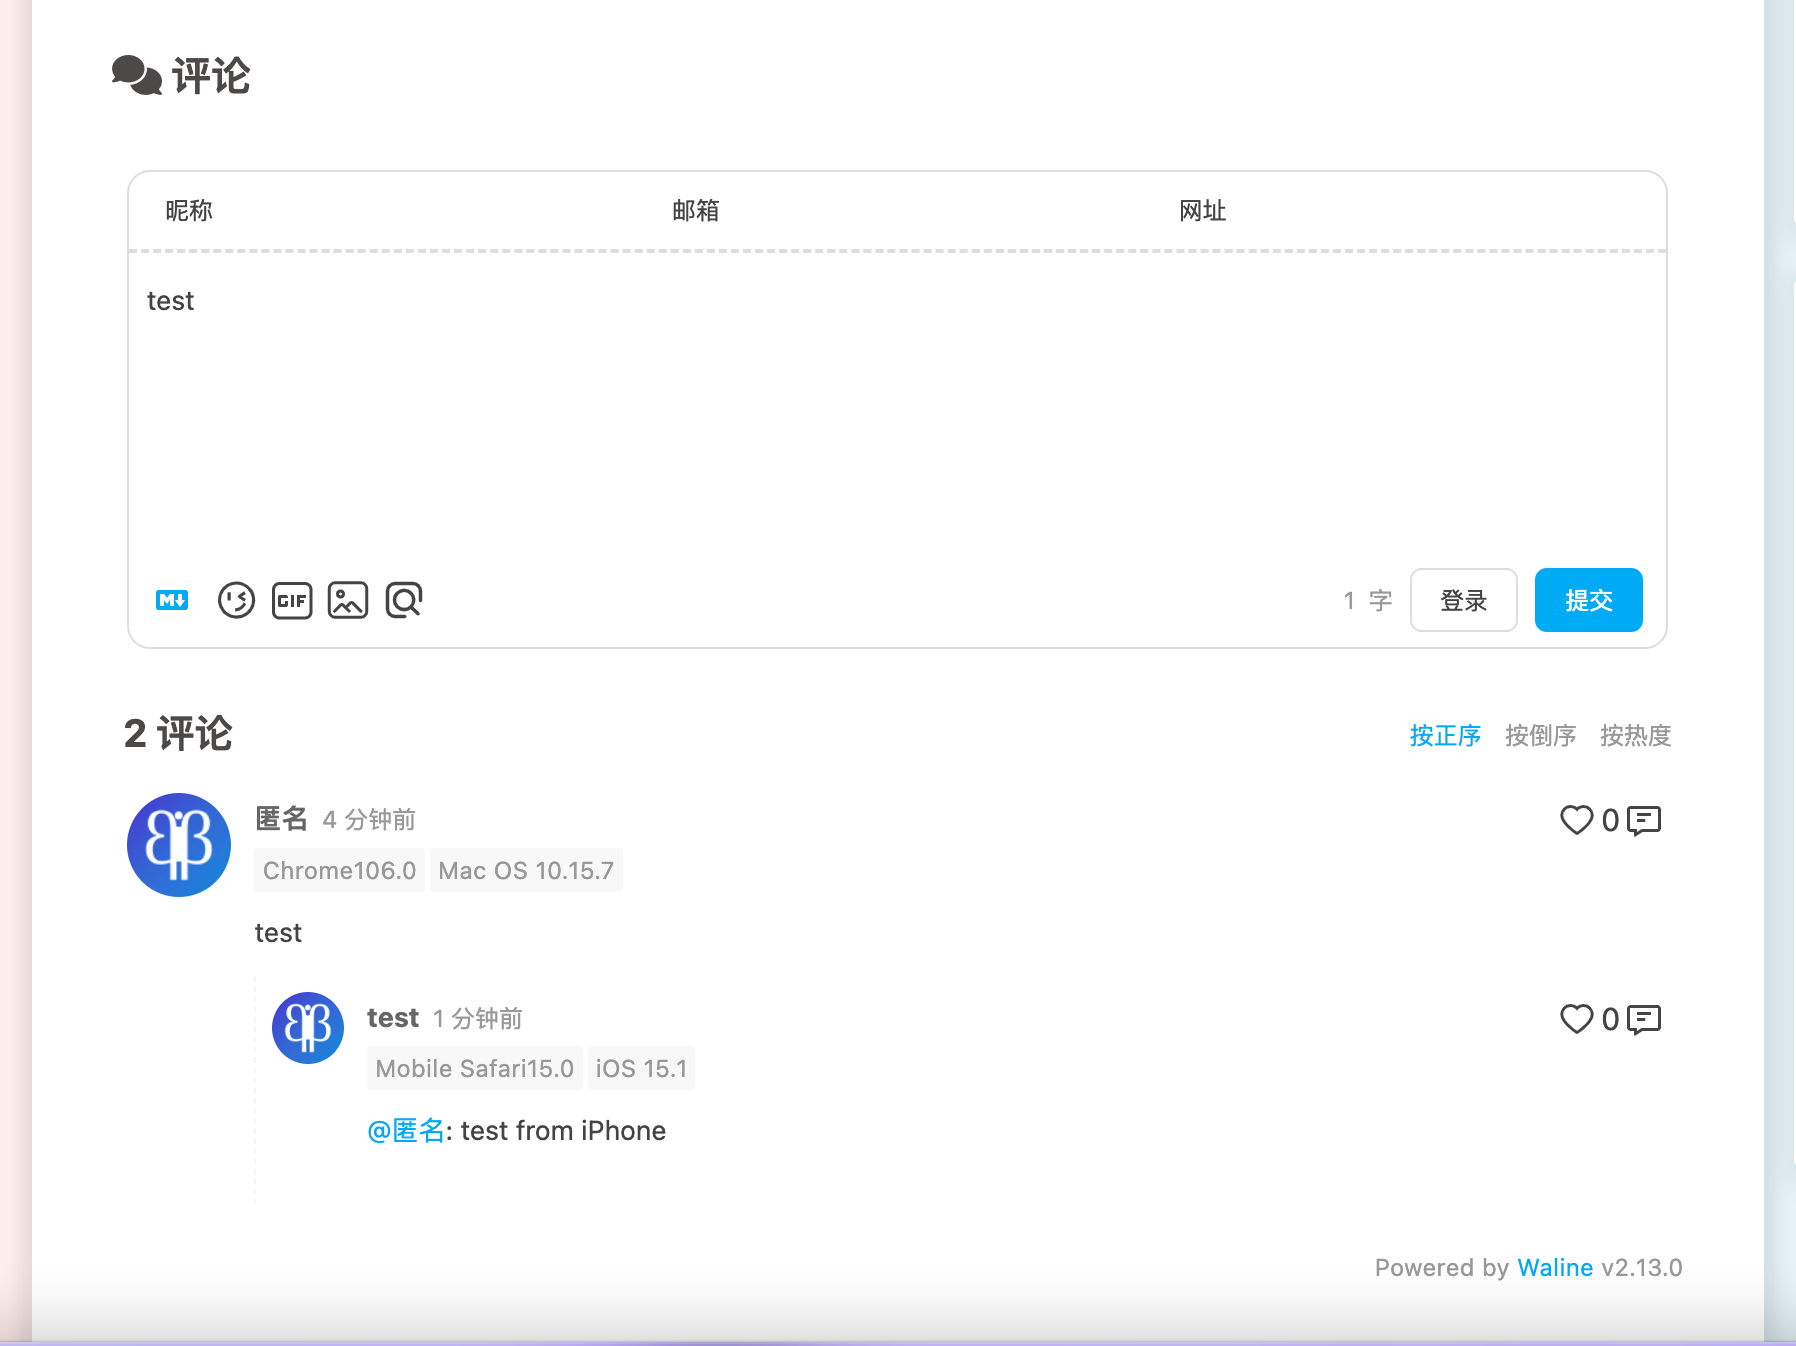 评论
昵称 邮箱 网址
test
M GIF 1 字 登录 提交
2 评论 按正序 按倒序 按热度
匿名 4 分钟前 0
Chrome106.0 Mac OS 10.15.7
test
test 1 分钟前 0
Mobile Safari15.0 iOS 15.1
@匿名: test from iPhone
Powered by Waline v2.13.0